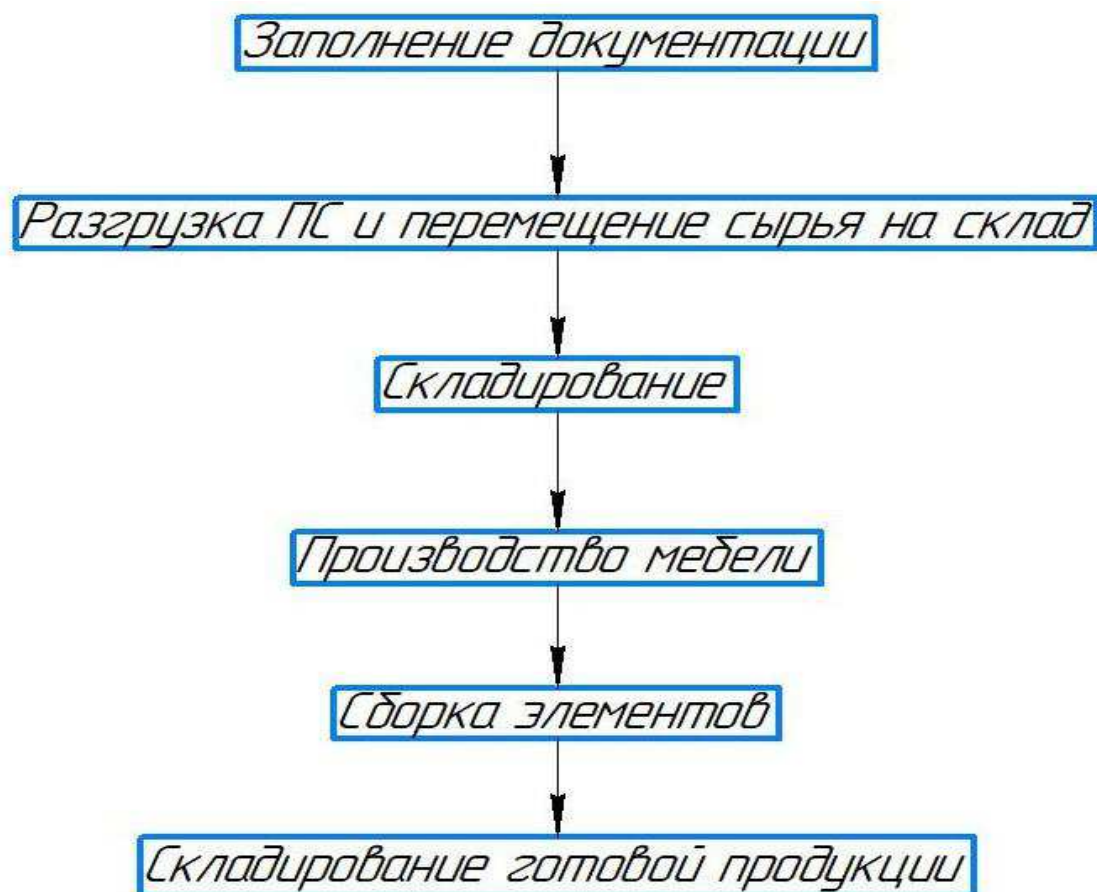 Заполнение документации
Разгрузка ПС и перемещение сырья на склад
Складирование
Производство мебели
Сборка элементов
Складирование готовой продукции